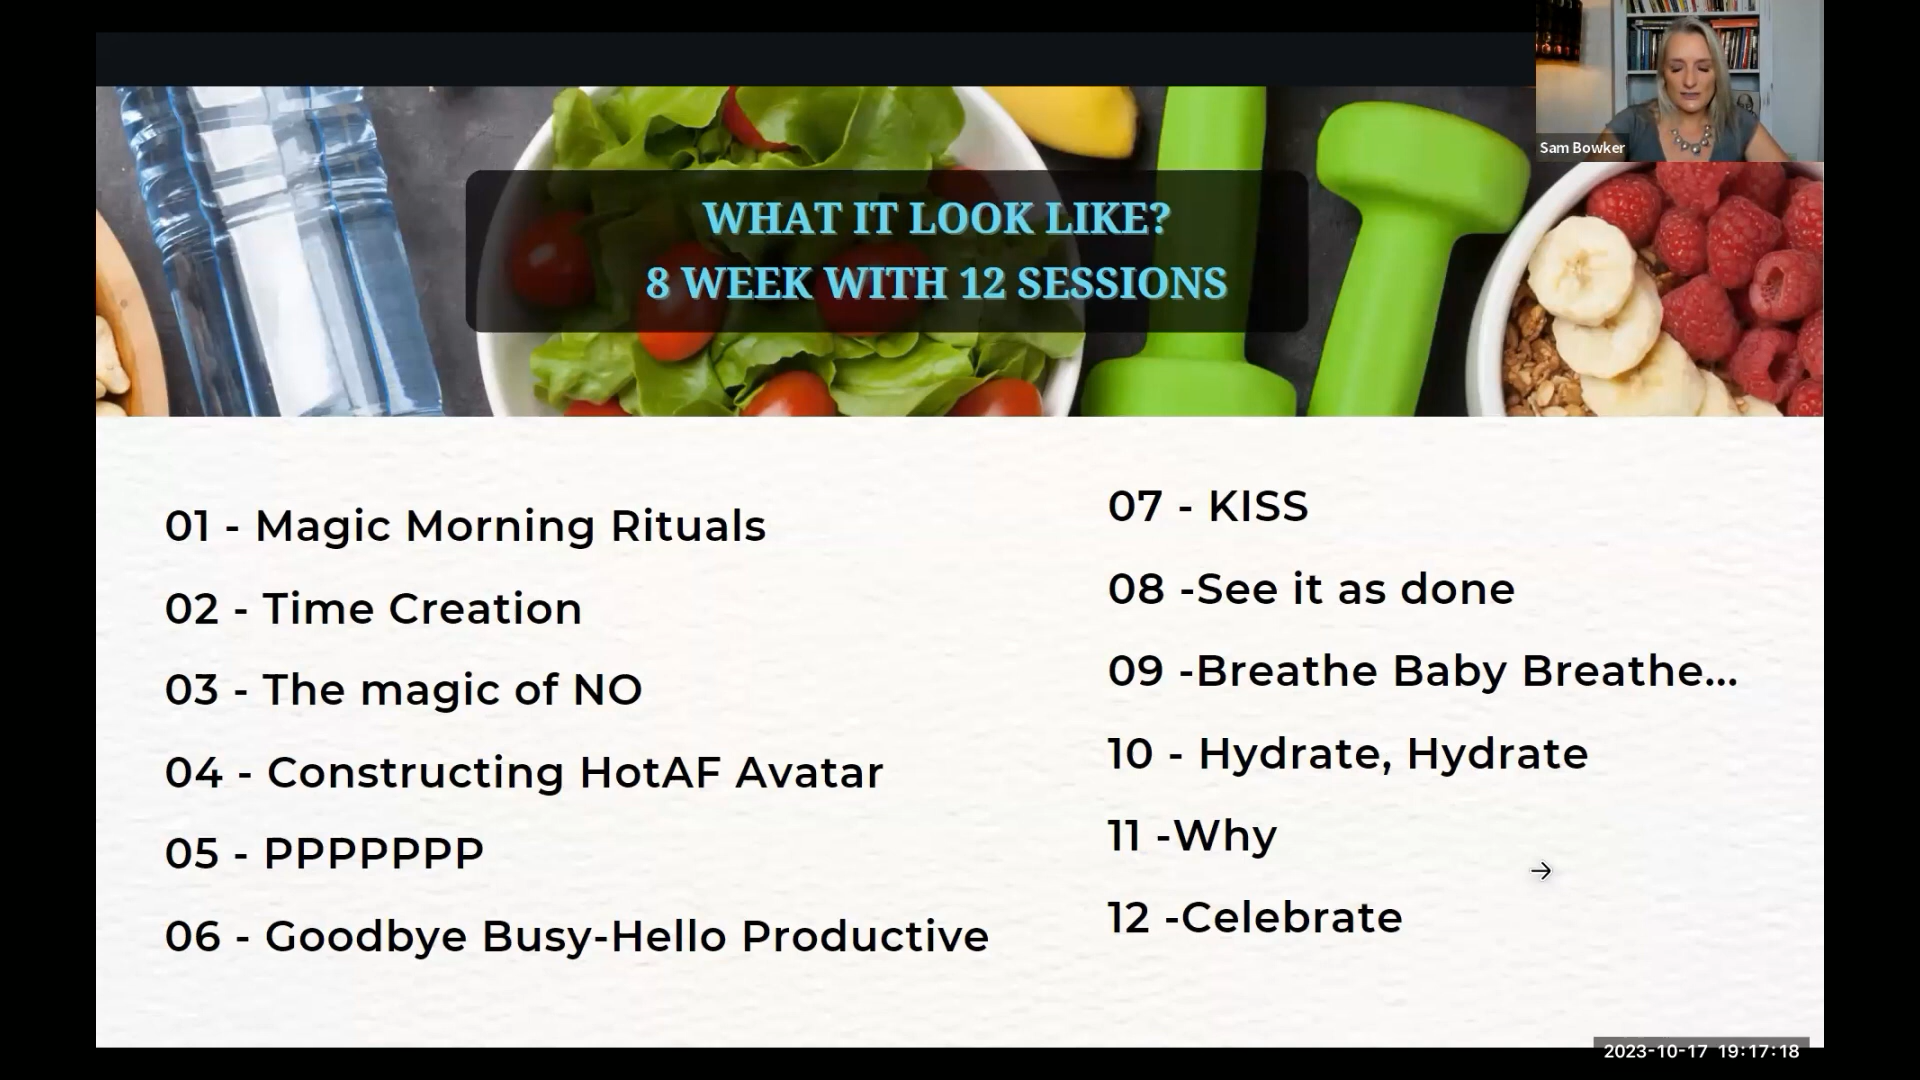 Sam Bowker
WHAT IT LOOK LIKE?
8 WEEK WITH 12 SESSIONS
01 - Magic Morning Rituals
02 - Time Creation
03 - The magic of NO
04 - Constructing HotAF Avatar
05 - PPPPPPP
06 - Goodbye Busy-Hello Productive
07 - KISS
08 -See it as done
09 -Breathe Baby Breathe...
10 - Hydrate, Hydrate
11 -Why
12 -Celebrate
2023-10-17 19:17:18